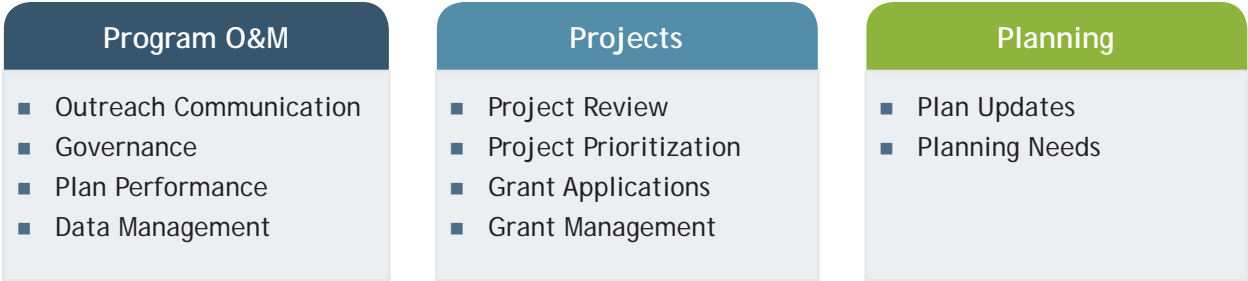 Program O&M
Outreach Communication
Governance
Plan Performance
Data Management
Projects
Project Review
Project Prioritization
Grant Applications
Grant Management
Planning
Plan Updates
Planning Needs